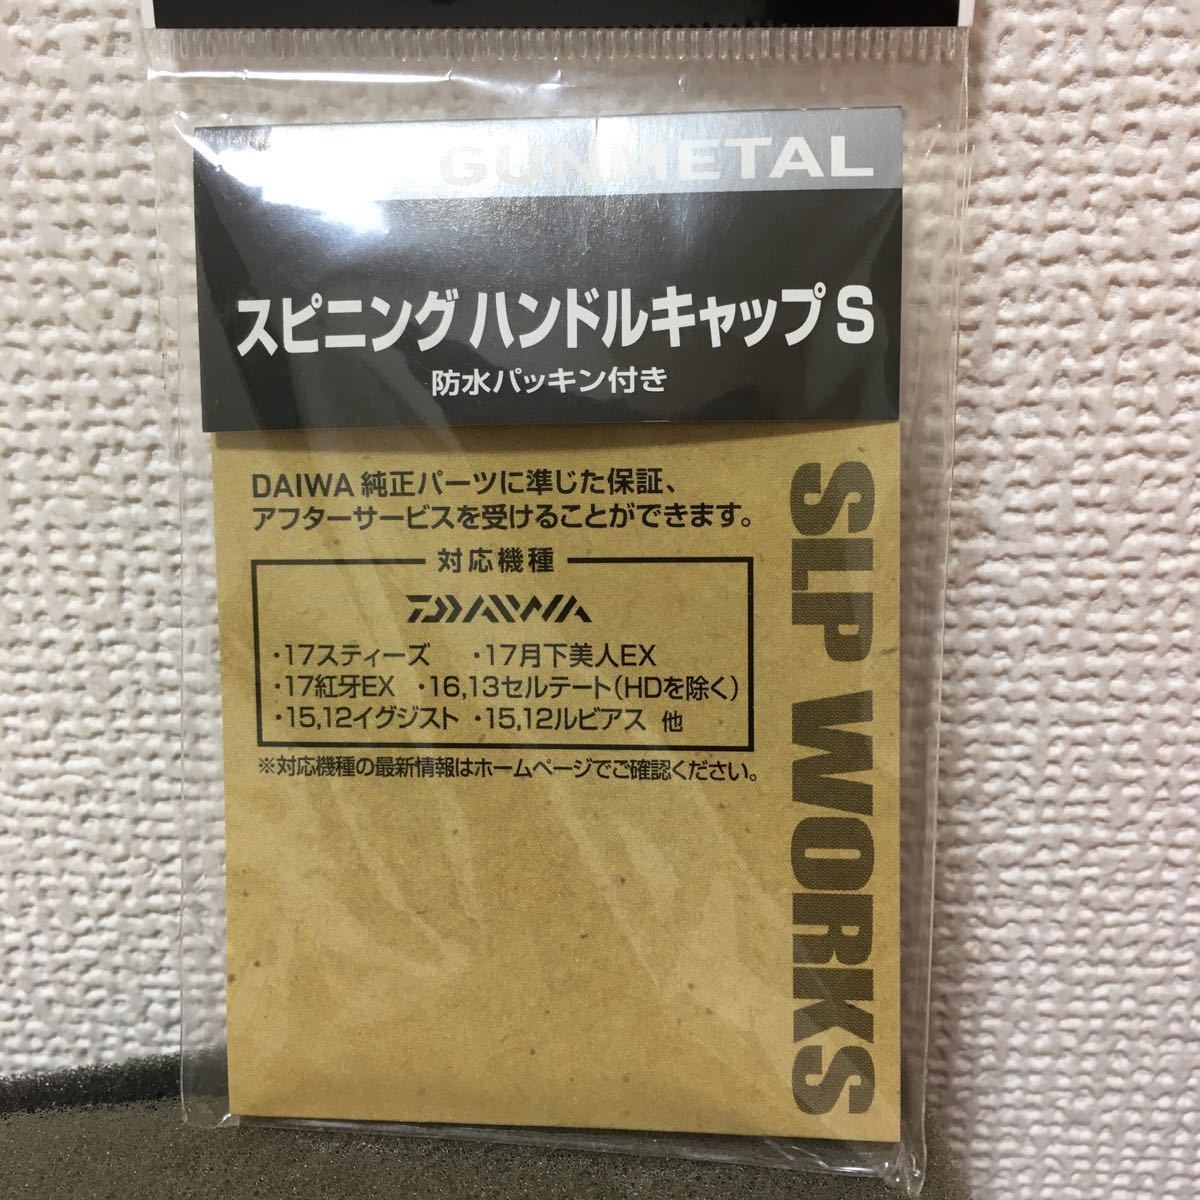 GUNMETAL
スピニング ハンドルキャップ S
防水パッキン付き
DAIWA 純正パーツに準じた保証、
アフターサービスを受けることができます。
対応機種
DAIWA
・17スティーズ ・17月下美人EX
・17紅牙EX ・16,13セルテート(HDを除く)
・15,12イグジスト ・15,12ルビアス 他
※対応機種の最新情報はホームページでご確認ください。
SLP WORKS